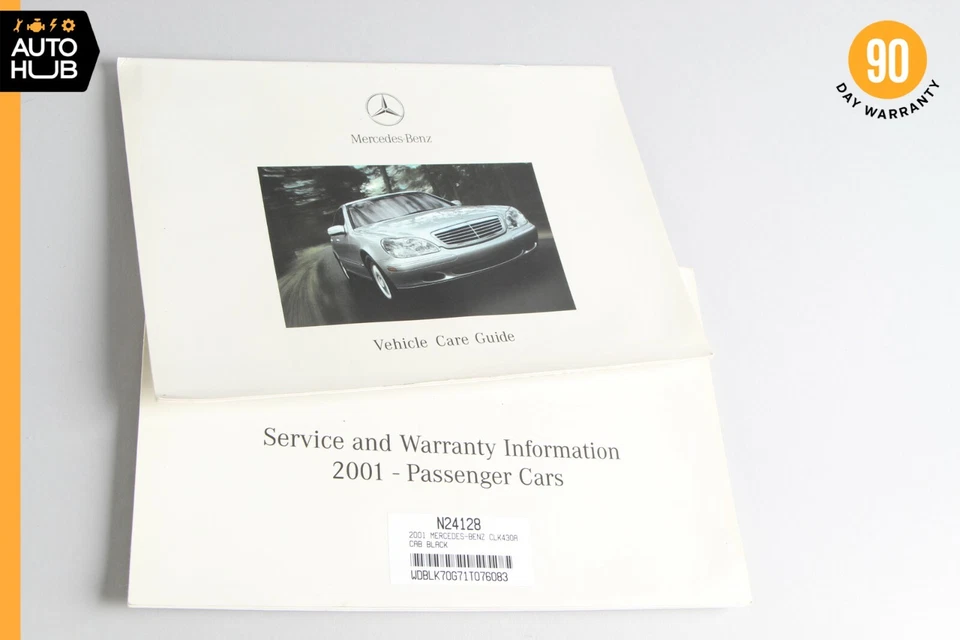 AUTO
HUB
90
DAY WARRANTY
Mercedes-Benz
Vehicle Care Guide
Service and Warranty Information
2001 - Passenger Cars
N24128
2001 MERCEDES-BENZ CLK430A
CAB BLACK
WDBLK70G71T076083